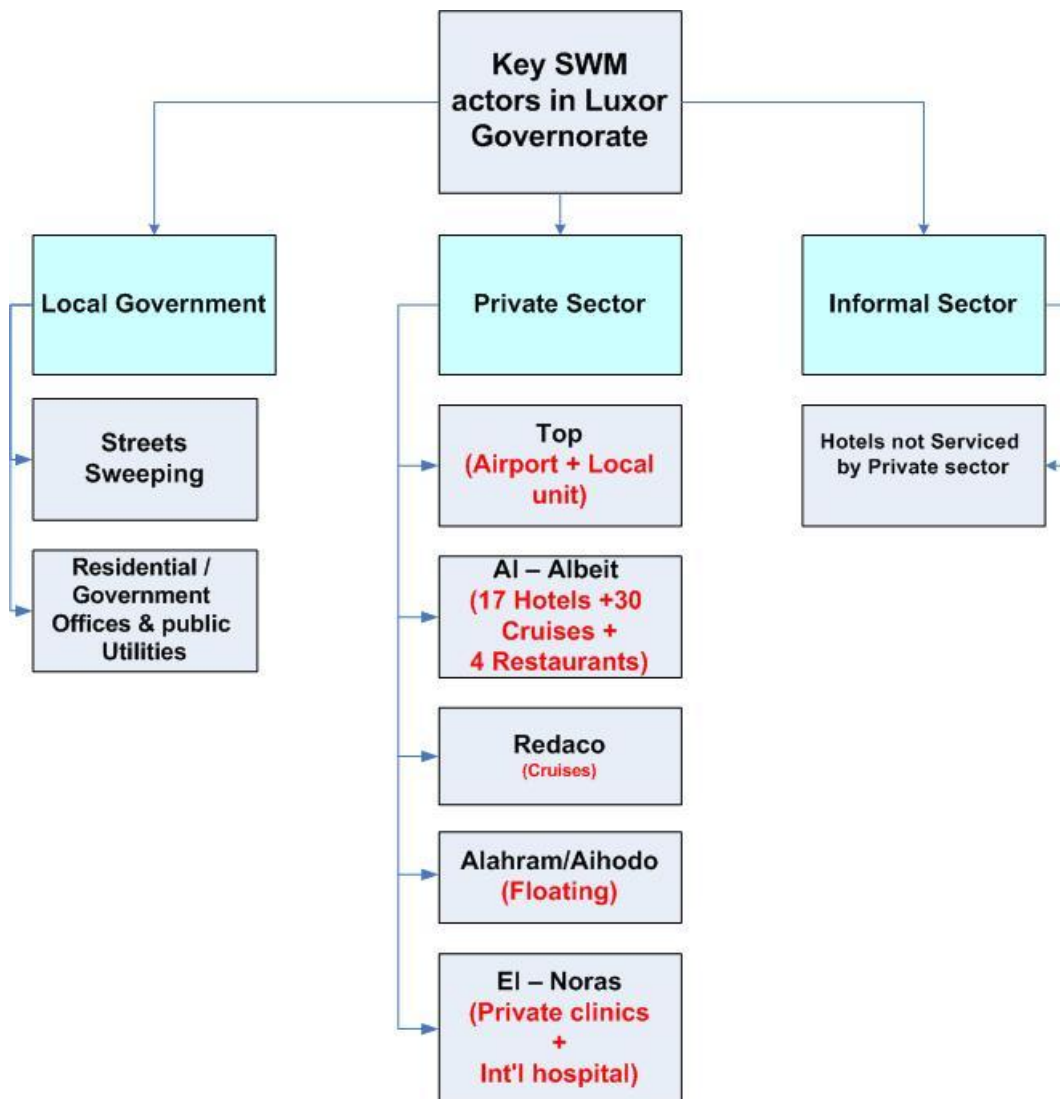 Key SWM
actors in Luxor
Governorate
Local Government
Private Sector
Informal Sector
Streets
Sweeping
Residential /
Government
Offices & public
Utilities
Top
(Airport + Local
unit)
Al – Albeit
(17 Hotels +30
Cruises +
4 Restaurants)
Redaco
(Cruises)
Alahram/Aihodo
(Floating)
El – Noras
(Private clinics
+
Int'l hospital)
Hotels not Serviced
by Private sector